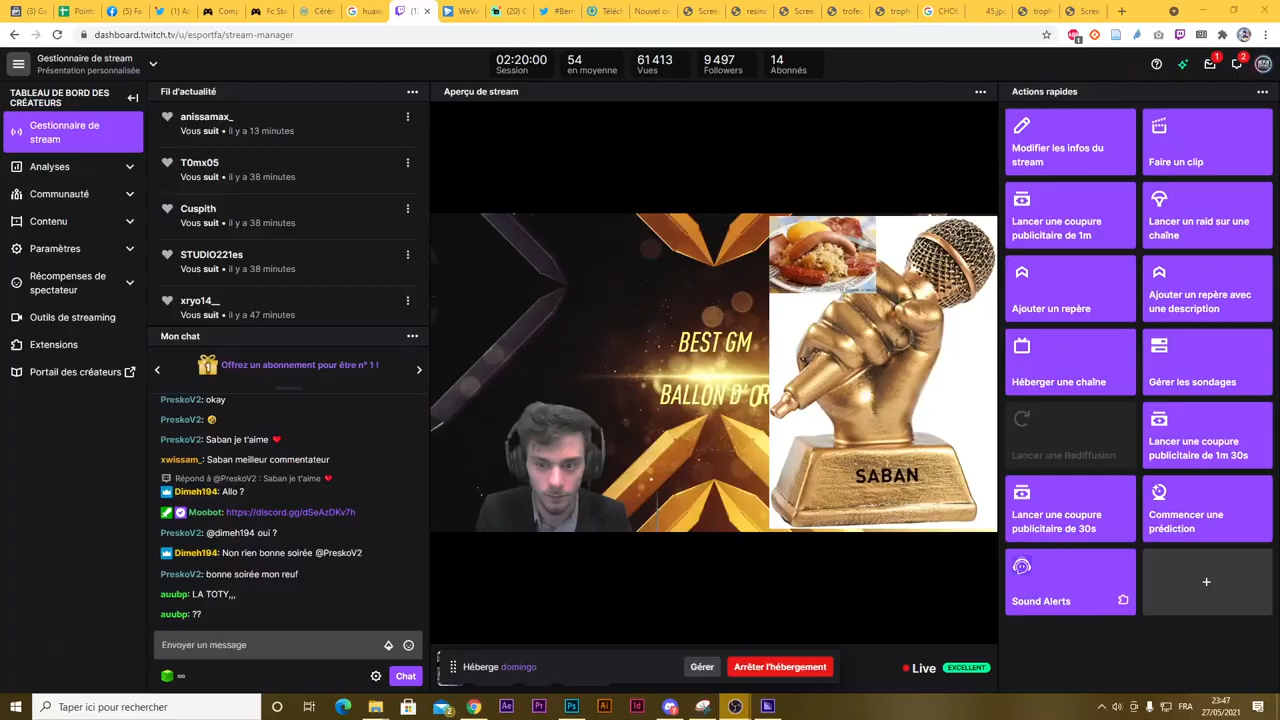 dashboard.twitch.tv/u/esportfa/stream-manager
Gestionnaire de stream
Présentation personnalisée
02:20:00
Session
54
en moyenne
61 413
Vues
9 497
Followers
14
Abonnés
1
2
TABLEAU DE BORD DES
CRÉATEURS
Gestionnaire de
stream
Analyses
Communauté
Contenu
Paramètres
Récompenses de
spectateur
Outils de streaming
Extensions
Portail des créateurs
Fil d'actualité
anissamax_
Vous suit • il y a 13 minutes
T0mx05
Vous suit • il y a 38 minutes
Cuspith
Vous suit • il y a 38 minutes
STUDIO221es
Vous suit • il y a 38 minutes
xryo14__
Vous suit • il y a 47 minutes
Mon chat
Offrez un abonnement pour être n° 1 !
PreskoV2: okay
PreskoV2: 🤣
PreskoV2: Saban je t'aime ❤
xwissam_: Saban meilleur commentateur
Répond à @PreskoV2 : Saban je t'aime ❤
Dimeh194: Allo ?
Moobot: https://discord.gg/dSeAzDKv7h
PreskoV2: @dimeh194 oui ?
Dimeh194: Non rien bonne soirée @PreskoV2
PreskoV2: bonne soirée mon reuf
auubp: LA TOTY,,,
auubp: ??
Envoyer un message
∞
Chat
Aperçu de stream
BEST GM
BALLON D'OR
SABAN
Héberge domingo
Gérer
Arrêter l'hébergement
Live
EXCELLENT
Actions rapides
Modifier les infos du
stream
Faire un clip
Lancer une coupure
publicitaire de 1m
Lancer un raid sur une
chaîne
Ajouter un repère
Ajouter un repère avec
une description
Héberger une chaîne
Gérer les sondages
Lancer une Rediffusion
Lancer une coupure
publicitaire de 1m 30s
Lancer une coupure
publicitaire de 30s
Commencer une
prédiction
Sound Alerts
+
Taper ici pour rechercher
Ae
Pr
Ps
Ai
Id
FRA
23:47
27/05/2021